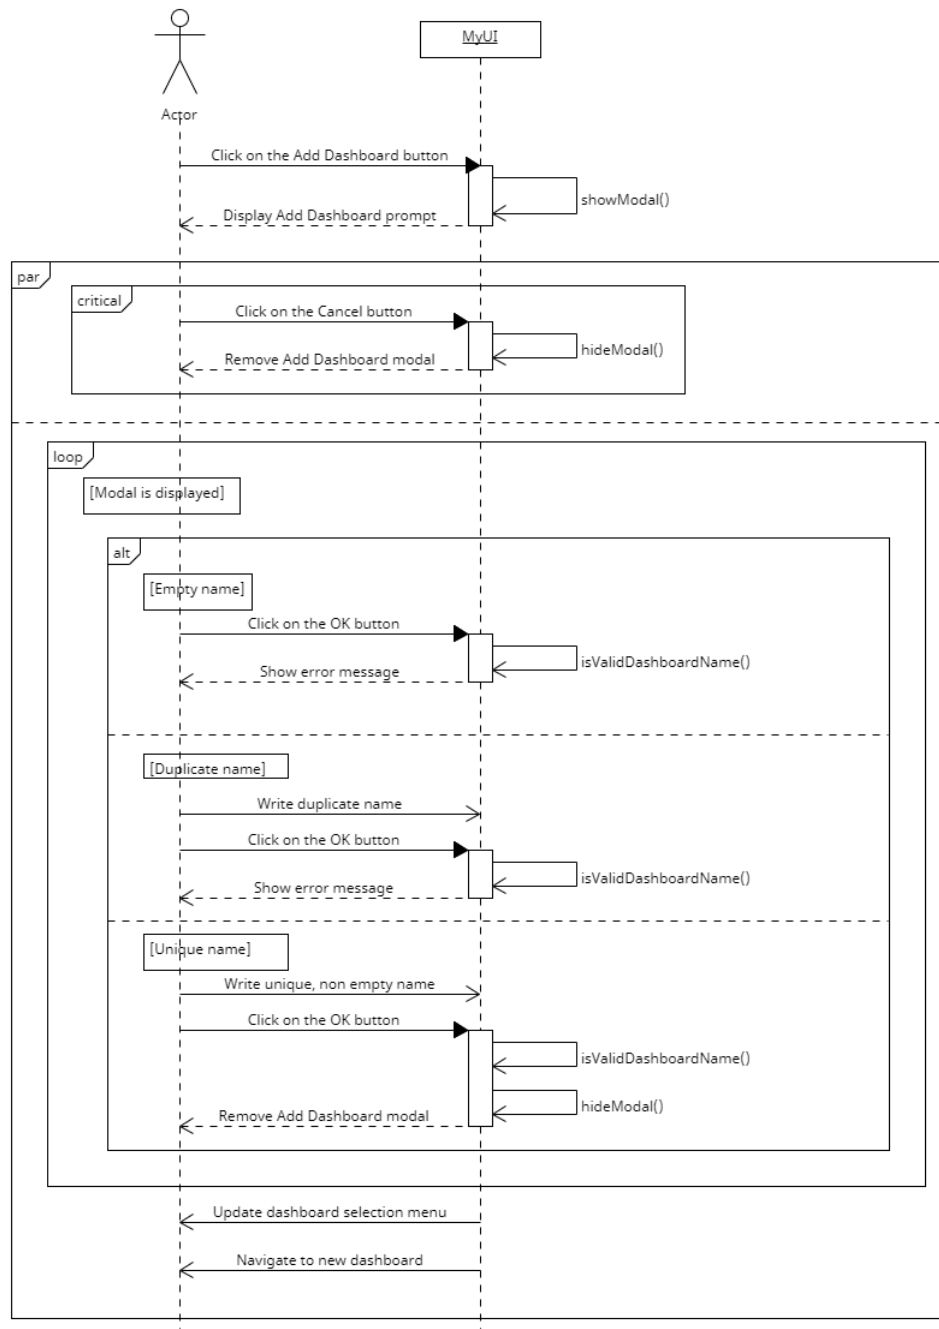 MyUI
Actor
Click on the Add Dashboard button
showModal()
Display Add Dashboard prompt
par
critical
Click on the Cancel button
hideModal()
Remove Add Dashboard modal
loop
[Modal is displayed]
alt
[Empty name]
Click on the OK button
isValidDashboardName()
Show error message
[Duplicate name]
Write duplicate name
Click on the OK button
isValidDashboardName()
Show error message
[Unique name]
Write unique, non empty name
Click on the OK button
isValidDashboardName()
hideModal()
Remove Add Dashboard modal
Update dashboard selection menu
Navigate to new dashboard